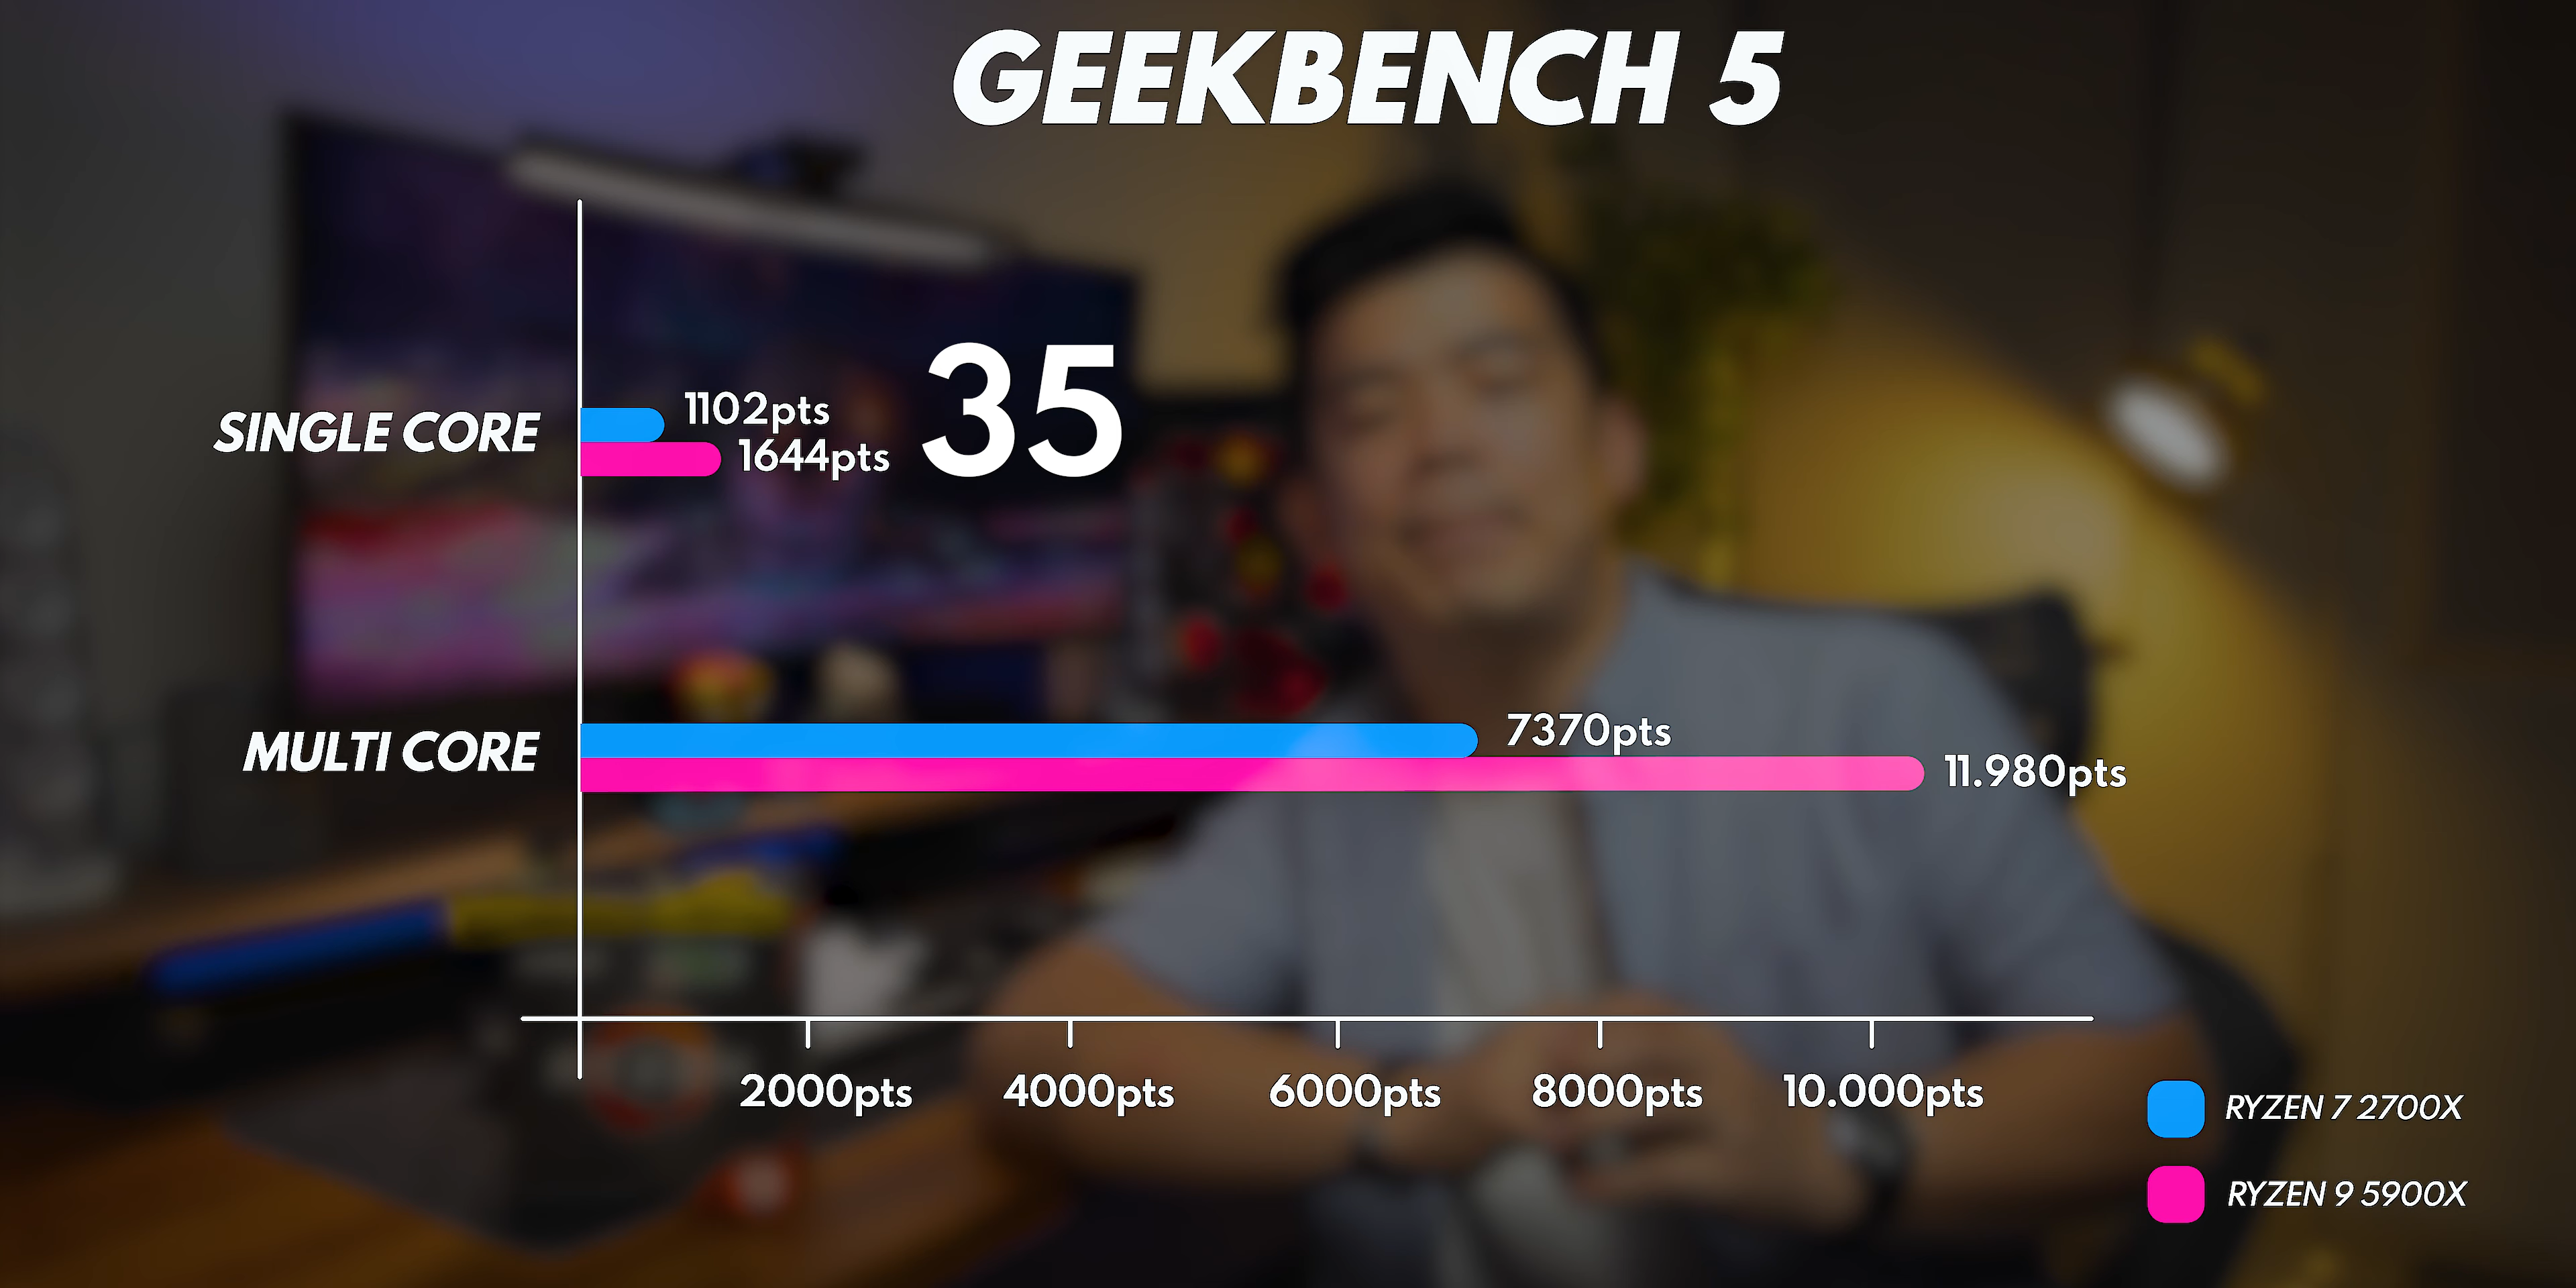 GEEKBENCH 5
SINGLE CORE
1102pts
1644pts
35
MULTI CORE
7370pts
11.980pts
2000pts
4000pts
6000pts
8000pts
10.000pts
RYZEN 7 2700X
RYZEN 9 5900X